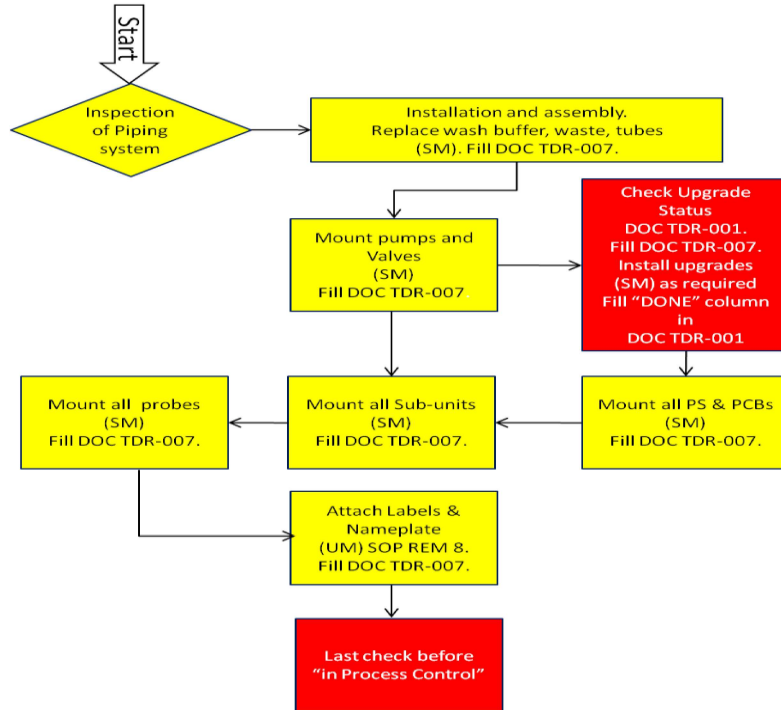 Start
Inspection
of Piping
system
Installation and assembly.
Replace wash buffer, waste, tubes
(SM). Fill DOC TDR-007.
Mount pumps and
Valves
(SM)
Fill DOC TDR-007.
Check Upgrade
Status
DOC TDR-001.
Fill DOC TDR-007.
Install upgrades
(SM) as required
Fill “DONE” column
in
DOC TDR-001
Mount all probes
(SM)
Fill DOC TDR-007.
Mount all Sub-units
(SM)
Fill DOC TDR-007.
Mount all PS & PCBs
(SM)
Fill DOC TDR-007.
Attach Labels &
Nameplate
(UM) SOP REM 8.
Fill DOC TDR-007.
Last check before
“in Process Control”